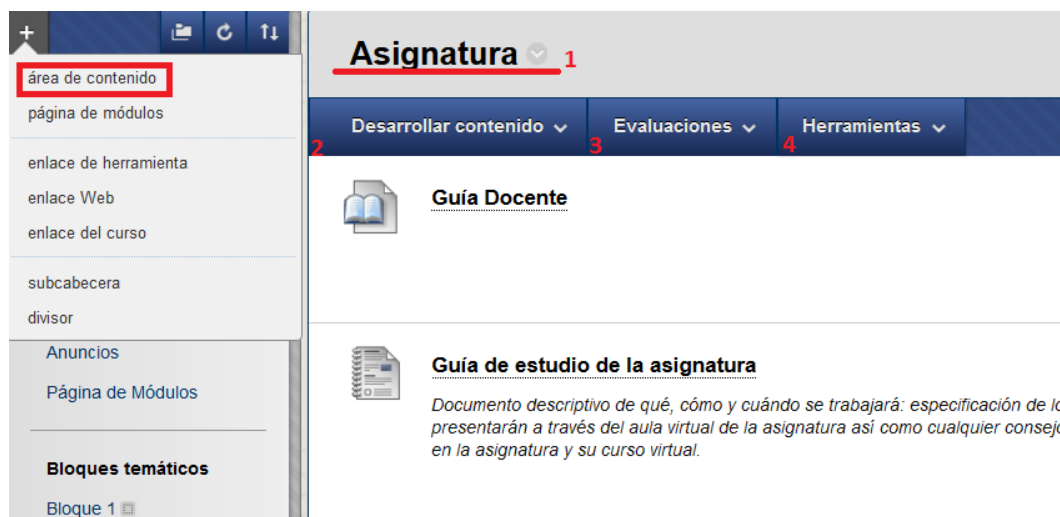 +
área de contenido
página de módulos
enlace de herramienta
enlace Web
enlace del curso
subcabecera
divisor
Anuncios
Página de Módulos
Bloques temáticos
Bloque 1
Asignatura 1
Desarrollar contenido Evaluaciones Herramientas
2 3 4
Guía Docente
Guía de estudio de la asignatura
Documento descriptivo de qué, cómo y cuándo se trabajará: especificación de
presentarán a través del aula virtual de la asignatura así como cualquier
en la asignatura y su curso virtual.